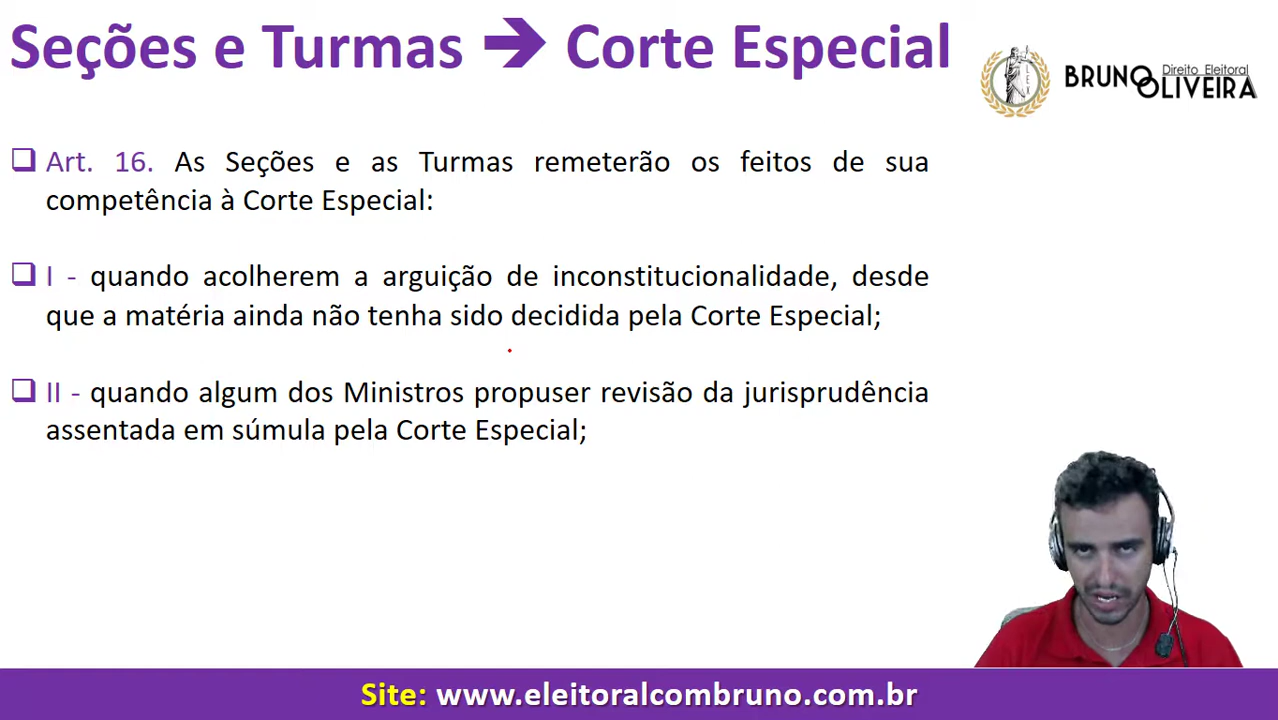 Seções e Turmas ➔ Corte Especial
BRUNO Direito Eleitoral
OLIVEIRA
Art. 16. As Seções e as Turmas remeterão os feitos de sua
competência à Corte Especial:
I - quando acolherem a arguição de inconstitucionalidade, desde
que a matéria ainda não tenha sido decidida pela Corte Especial;
II - quando algum dos Ministros propuser revisão da jurisprudência
assentada em súmula pela Corte Especial;
Site: www.eleitoralcombruno.com.br